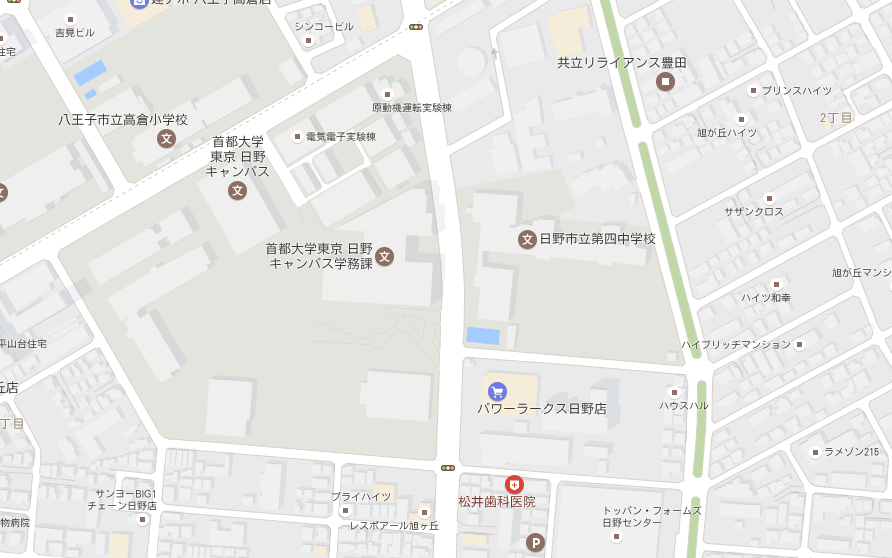 八王子高倉店
吉見ビル
シンコービル
住宅
共立リライアンス豊田
プリンスハイツ
原動機運転実験棟
八王子市立高倉小学校
2丁目
旭が丘ハイツ
電気電子実験棟
首都大学
東京 日野
キャンパス
サザンクロス
日野市立第四中学校
首都大学東京 日野
キャンパス学務課
旭が丘マンシ
ハイツ和幸
平山台住宅
ハイブリッチマンション
丘店
パワーラークス日野店
ハウスハル
丁目
ラメゾン215
サンヨーBIG1
チェーン日野店
プライハイツ
松井歯科医院
トッパン・フォームズ
日野センター
物病院
レスポアール旭ヶ丘
P